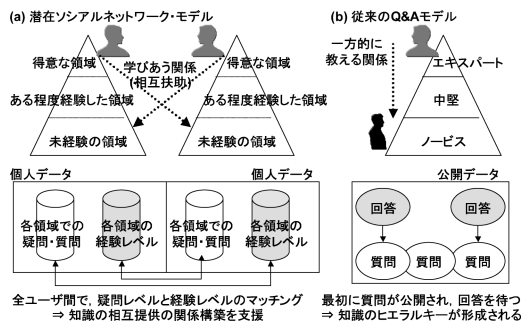 (a) 潜在ソシアルネットワーク・モデル
得意な領域
ある程度経験した領域
未経験の領域
学びあう関係
(相互扶助)
得意な領域
ある程度経験した領域
未経験の領域
個人データ
個人データ
各領域での
疑問・質問
各領域の
経験レベル
各領域での
疑問・質問
各領域の
経験レベル
全ユーザ間で，疑問レベルと経験レベルのマッチング
⇒ 知識の相互提供の関係構築を支援
(b) 従来のQ&Aモデル
一方的に
教える関係
エキスパート
中堅
ノービス
公開データ
回答
回答
質問
質問
質問
最初に質問が公開され，回答を待つ
⇒ 知識のヒエラルキーが形成される